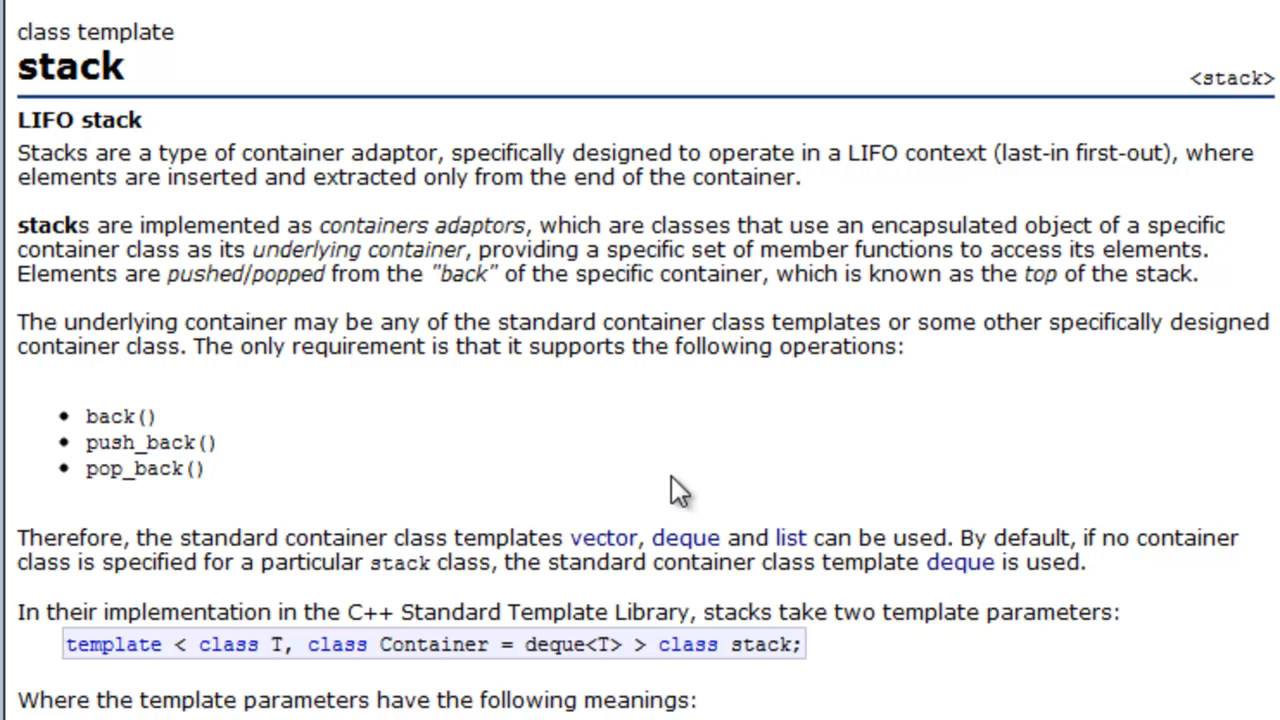 class template
stack
<stack>
LIFO stack
Stacks are a type of container adaptor, specifically designed to operate in a LIFO context (last-in first-out), where
elements are inserted and extracted only from the end of the container.
stacks are implemented as containers adaptors, which are classes that use an encapsulated object of a specific
container class as its underlying container, providing a specific set of member functions to access its elements.
Elements are pushed/popped from the "back" of the specific container, which is known as the top of the stack.
The underlying container may be any of the standard container class templates or some other specifically designed
container class. The only requirement is that it supports the following operations:
• back()
• push_back()
• pop_back()
Therefore, the standard container class templates vector, deque and list can be used. By default, if no container
class is specified for a particular stack class, the standard container class template deque is used.
In their implementation in the C++ Standard Template Library, stacks take two template parameters:
template < class T, class Container = deque<T> > class stack;
Where the template parameters have the following meanings: